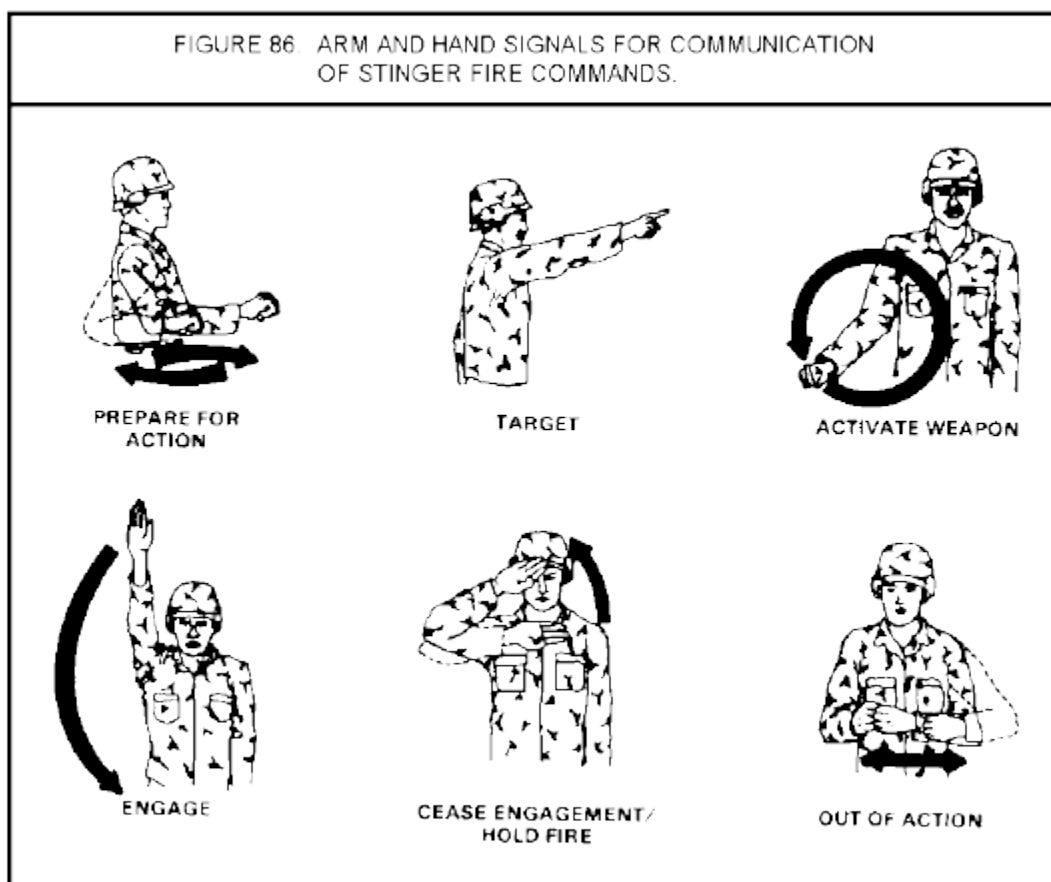 FIGURE 86. ARM AND HAND SIGNALS FOR COMMUNICATION
OF STINGER FIRE COMMANDS.
PREPARE FOR
ACTION
TARGET
ACTIVATE WEAPON
ENGAGE
CEASE ENGAGEMENT/
HOLD FIRE
OUT OF ACTION